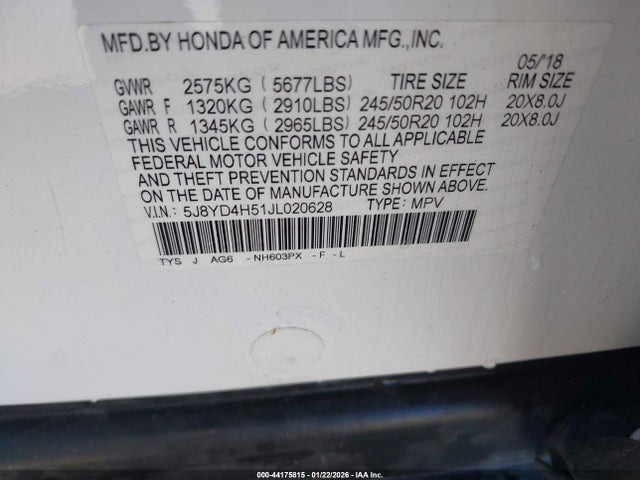 MFD.BY HONDA OF AMERICA MFG.,INC.
05/18
GVWR 2575KG ( 5677LBS) TIRE SIZE RIM SIZE
GAWR F 1320KG ( 2910LBS) 245/50R20 102H 20X8.0J
GAWR R 1345KG ( 2965LBS) 245/50R20 102H 20X8.0J
THIS VEHICLE CONFORMS TO ALL APPLICABLE
FEDERAL MOTOR VEHICLE SAFETY
AND THEFT PREVENTION STANDARDS IN EFFECT
ON THE DATE OF MANUFACTURE SHOWN ABOVE.
V.I.N.: 5J8YD4H51JL020628 TYPE: MPV
TYS J AG6 -NH603PX -F-L
000-44175815 - 01/22/2026 - IAA Inc.